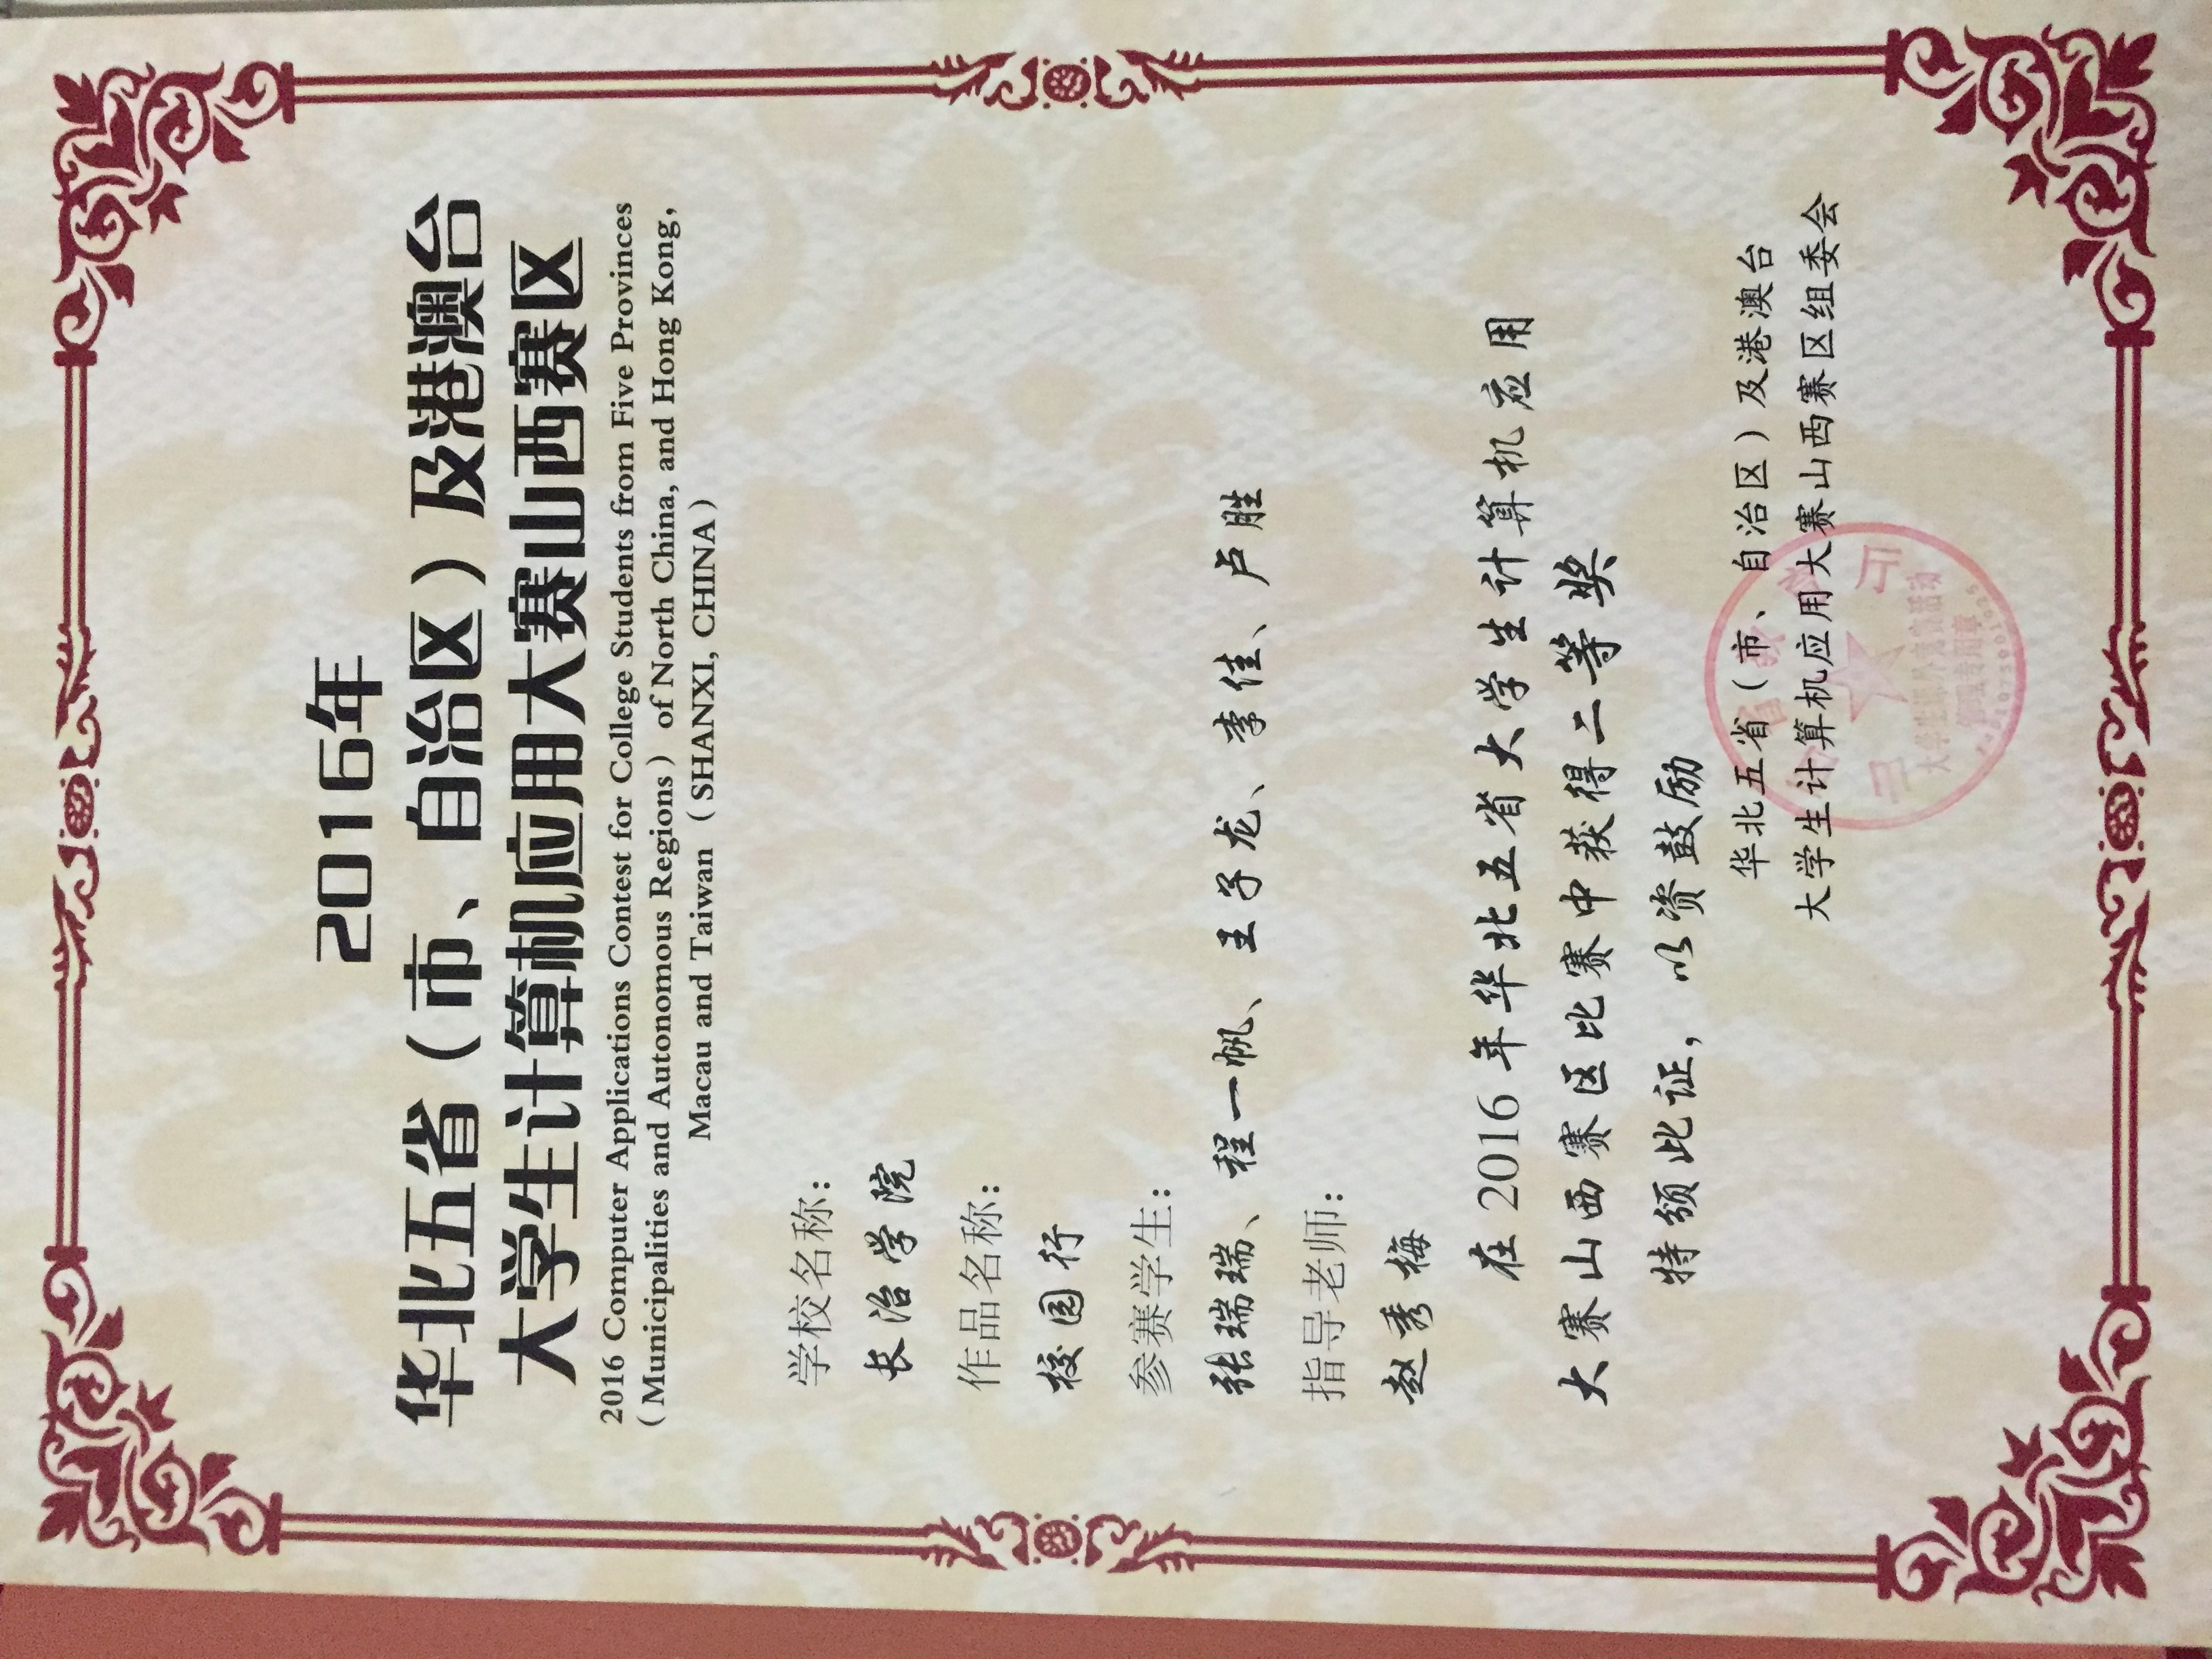 2016年
华北五省（市、自治区）及港澳台
大学生计算机应用大赛山西赛区
2016 Computer Applications Contest for College Students from Five Provinces
（Municipalities and Autonomous Regions）of North China, and Hong Kong,
Macau and Taiwan（SHANXI, CHINA）
学校名称：
长治学院
作品名称：
校园行
参赛学生：
张瑞瑞、程一帆、王子龙、李佳、卢胜
指导老师：
赵秀梅
在2016年华北五省大学生计算机应用
大赛山西赛区比赛中获得二等奖
特颁此证，以资鼓励
华北五省（市、自治区）及港澳台
大学生计算机应用大赛山西赛区组委会